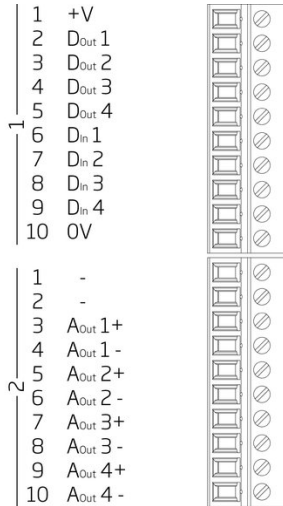 1
1 +V
2 DOut 1
3 DOut 2
4 DOut 3
5 DOut 4
6 DIn 1
7 DIn 2
8 DIn 3
9 DIn 4
10 0V
2
1 -
2 -
3 AOut 1+
4 AOut 1 -
5 AOut 2+
6 AOut 2 -
7 AOut 3+
8 AOut 3 -
9 AOut 4+
10 AOut 4 -